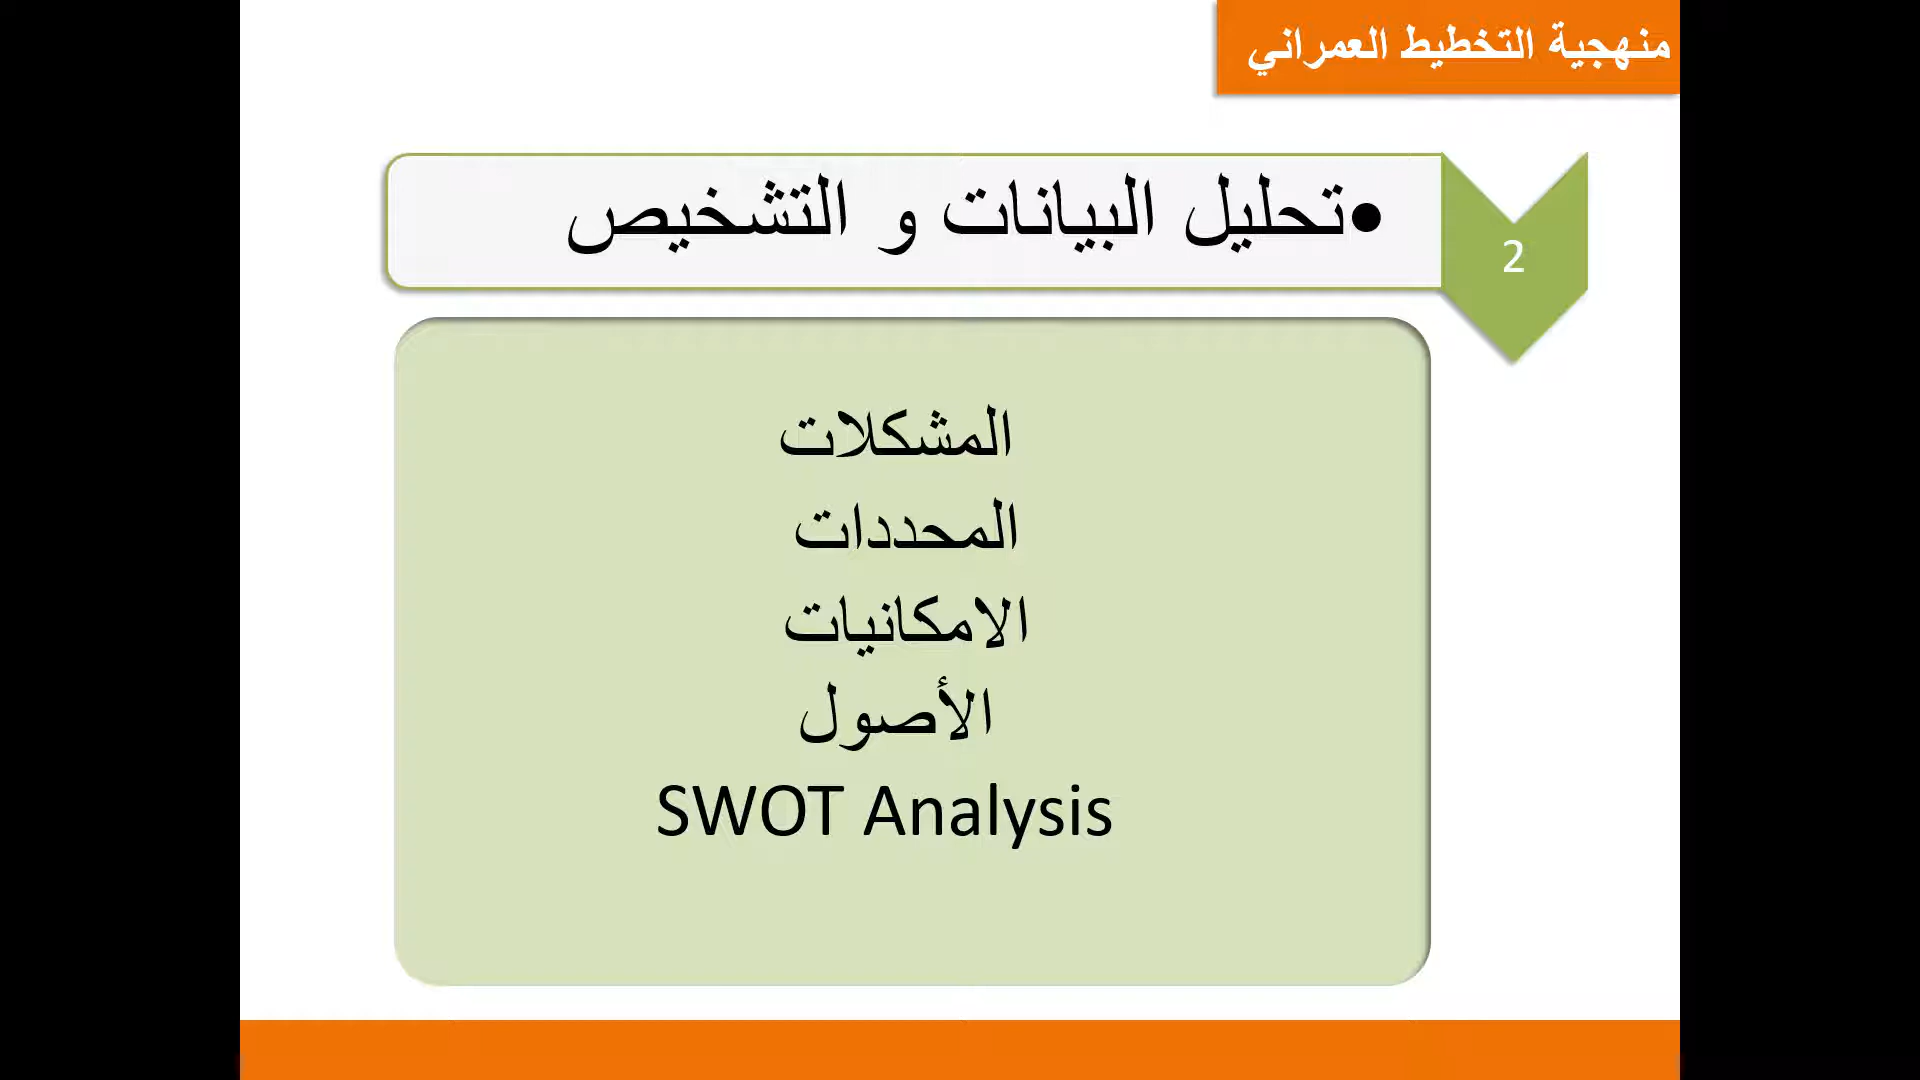 منهجية التخطيط العمراني
•تحليل البيانات و التشخيص
2
المشكلات
المحددات
الامكانيات
الأصول
SWOT Analysis